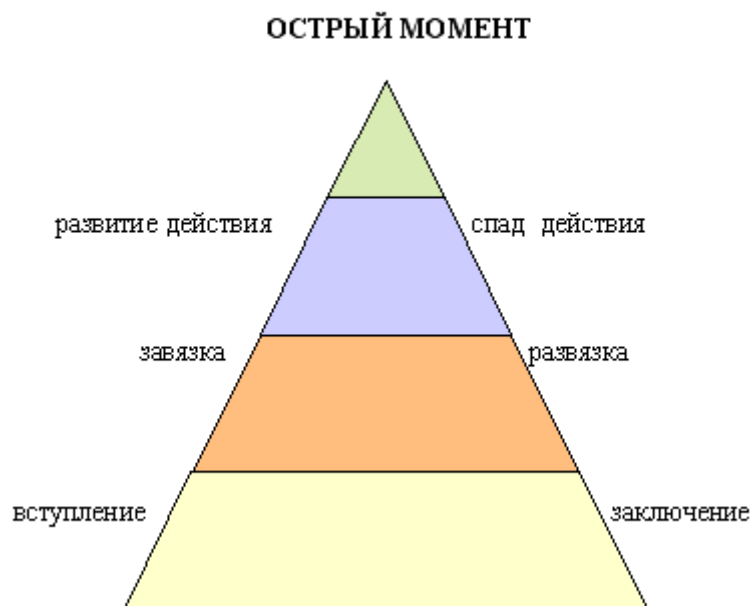 ОСТРЫЙ МОМЕНТ
развитие действия
спад действия
завязка
развязка
вступление
заключение